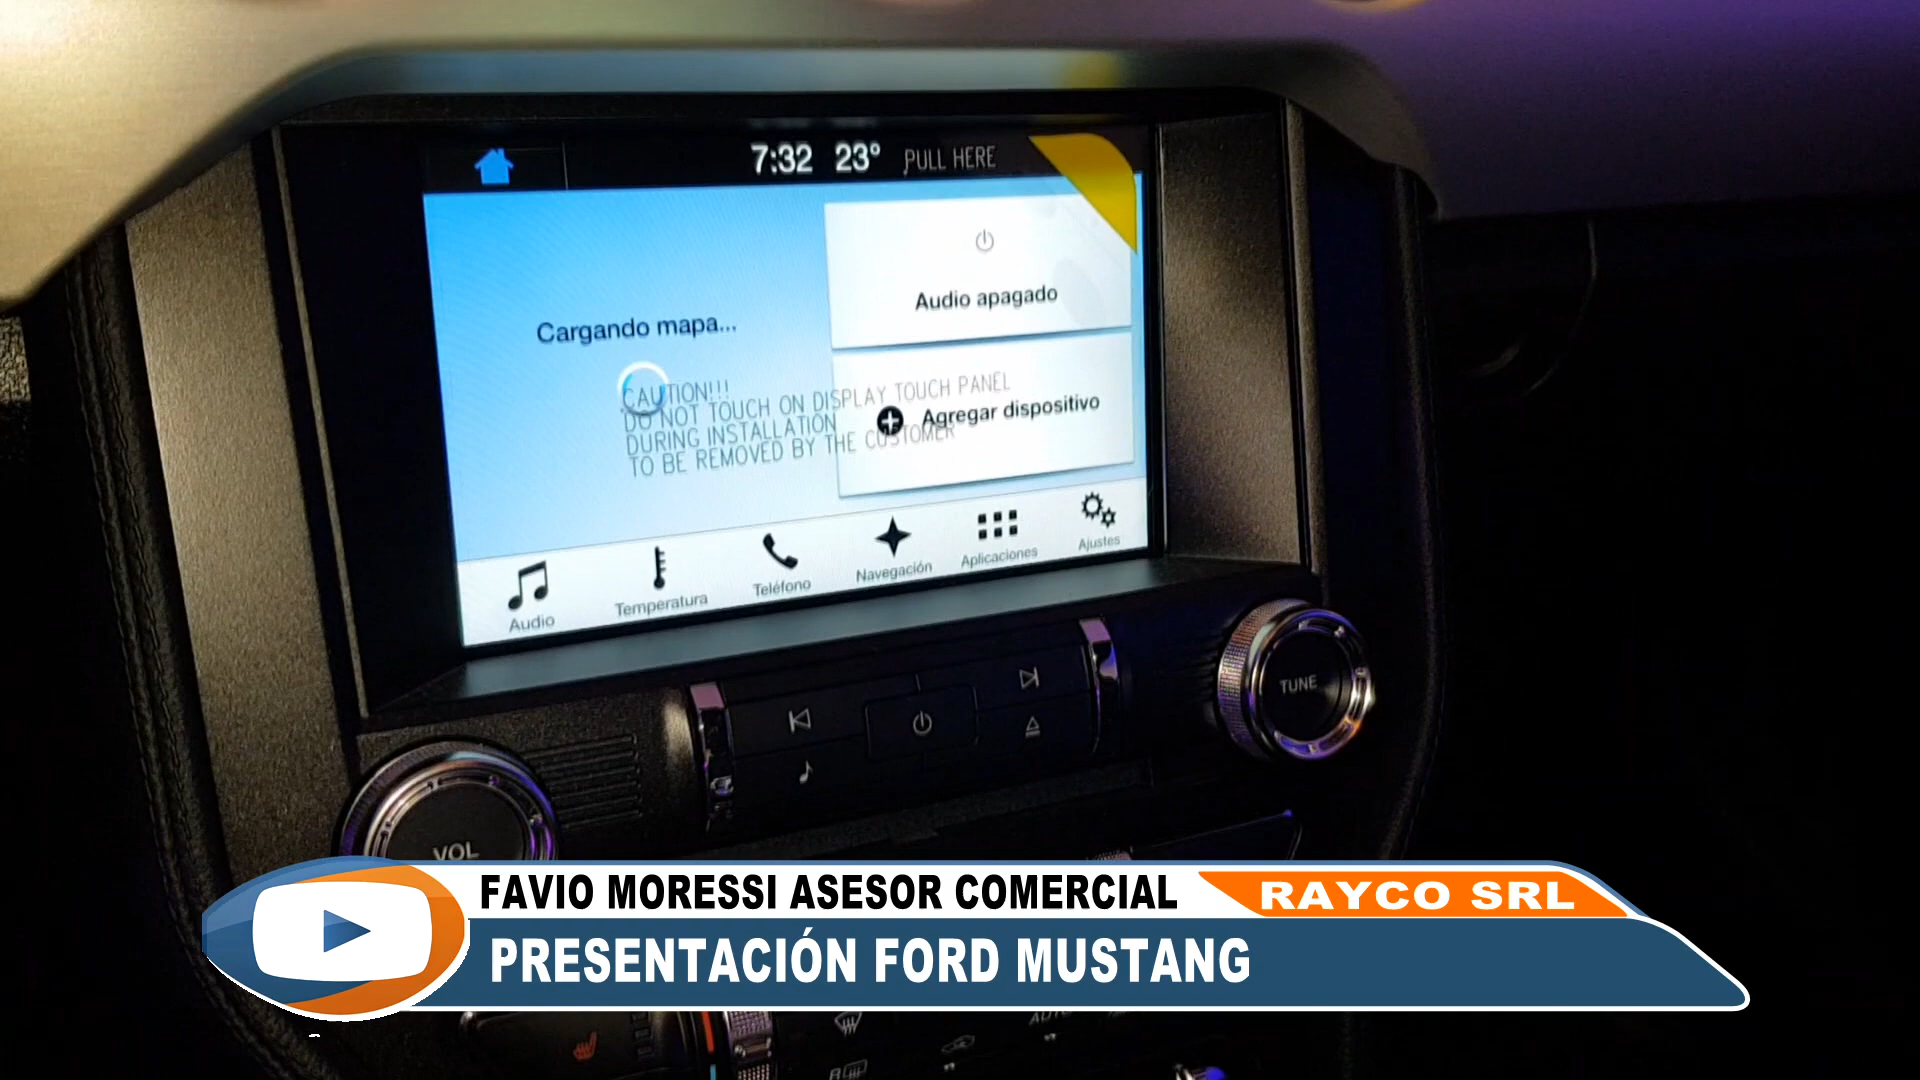 7:32 23° PULL HERE
Audio apagado
Cargando mapa...
CAUTION!!!
DO NOT TOUCH ON DISPLAY TOUCH PANEL
DURING INSTALLATION
TO BE REMOVED BY THE CUSTOMER
Agregar dispositivo
Audio
Temperatura
Teléfono
Navegación
Aplicaciones
Ajustes
TUNE
VOL
FAVIO MORESSI ASESOR COMERCIAL
RAYCO SRL
PRESENTACIÓN FORD MUSTANG
AUTO
R